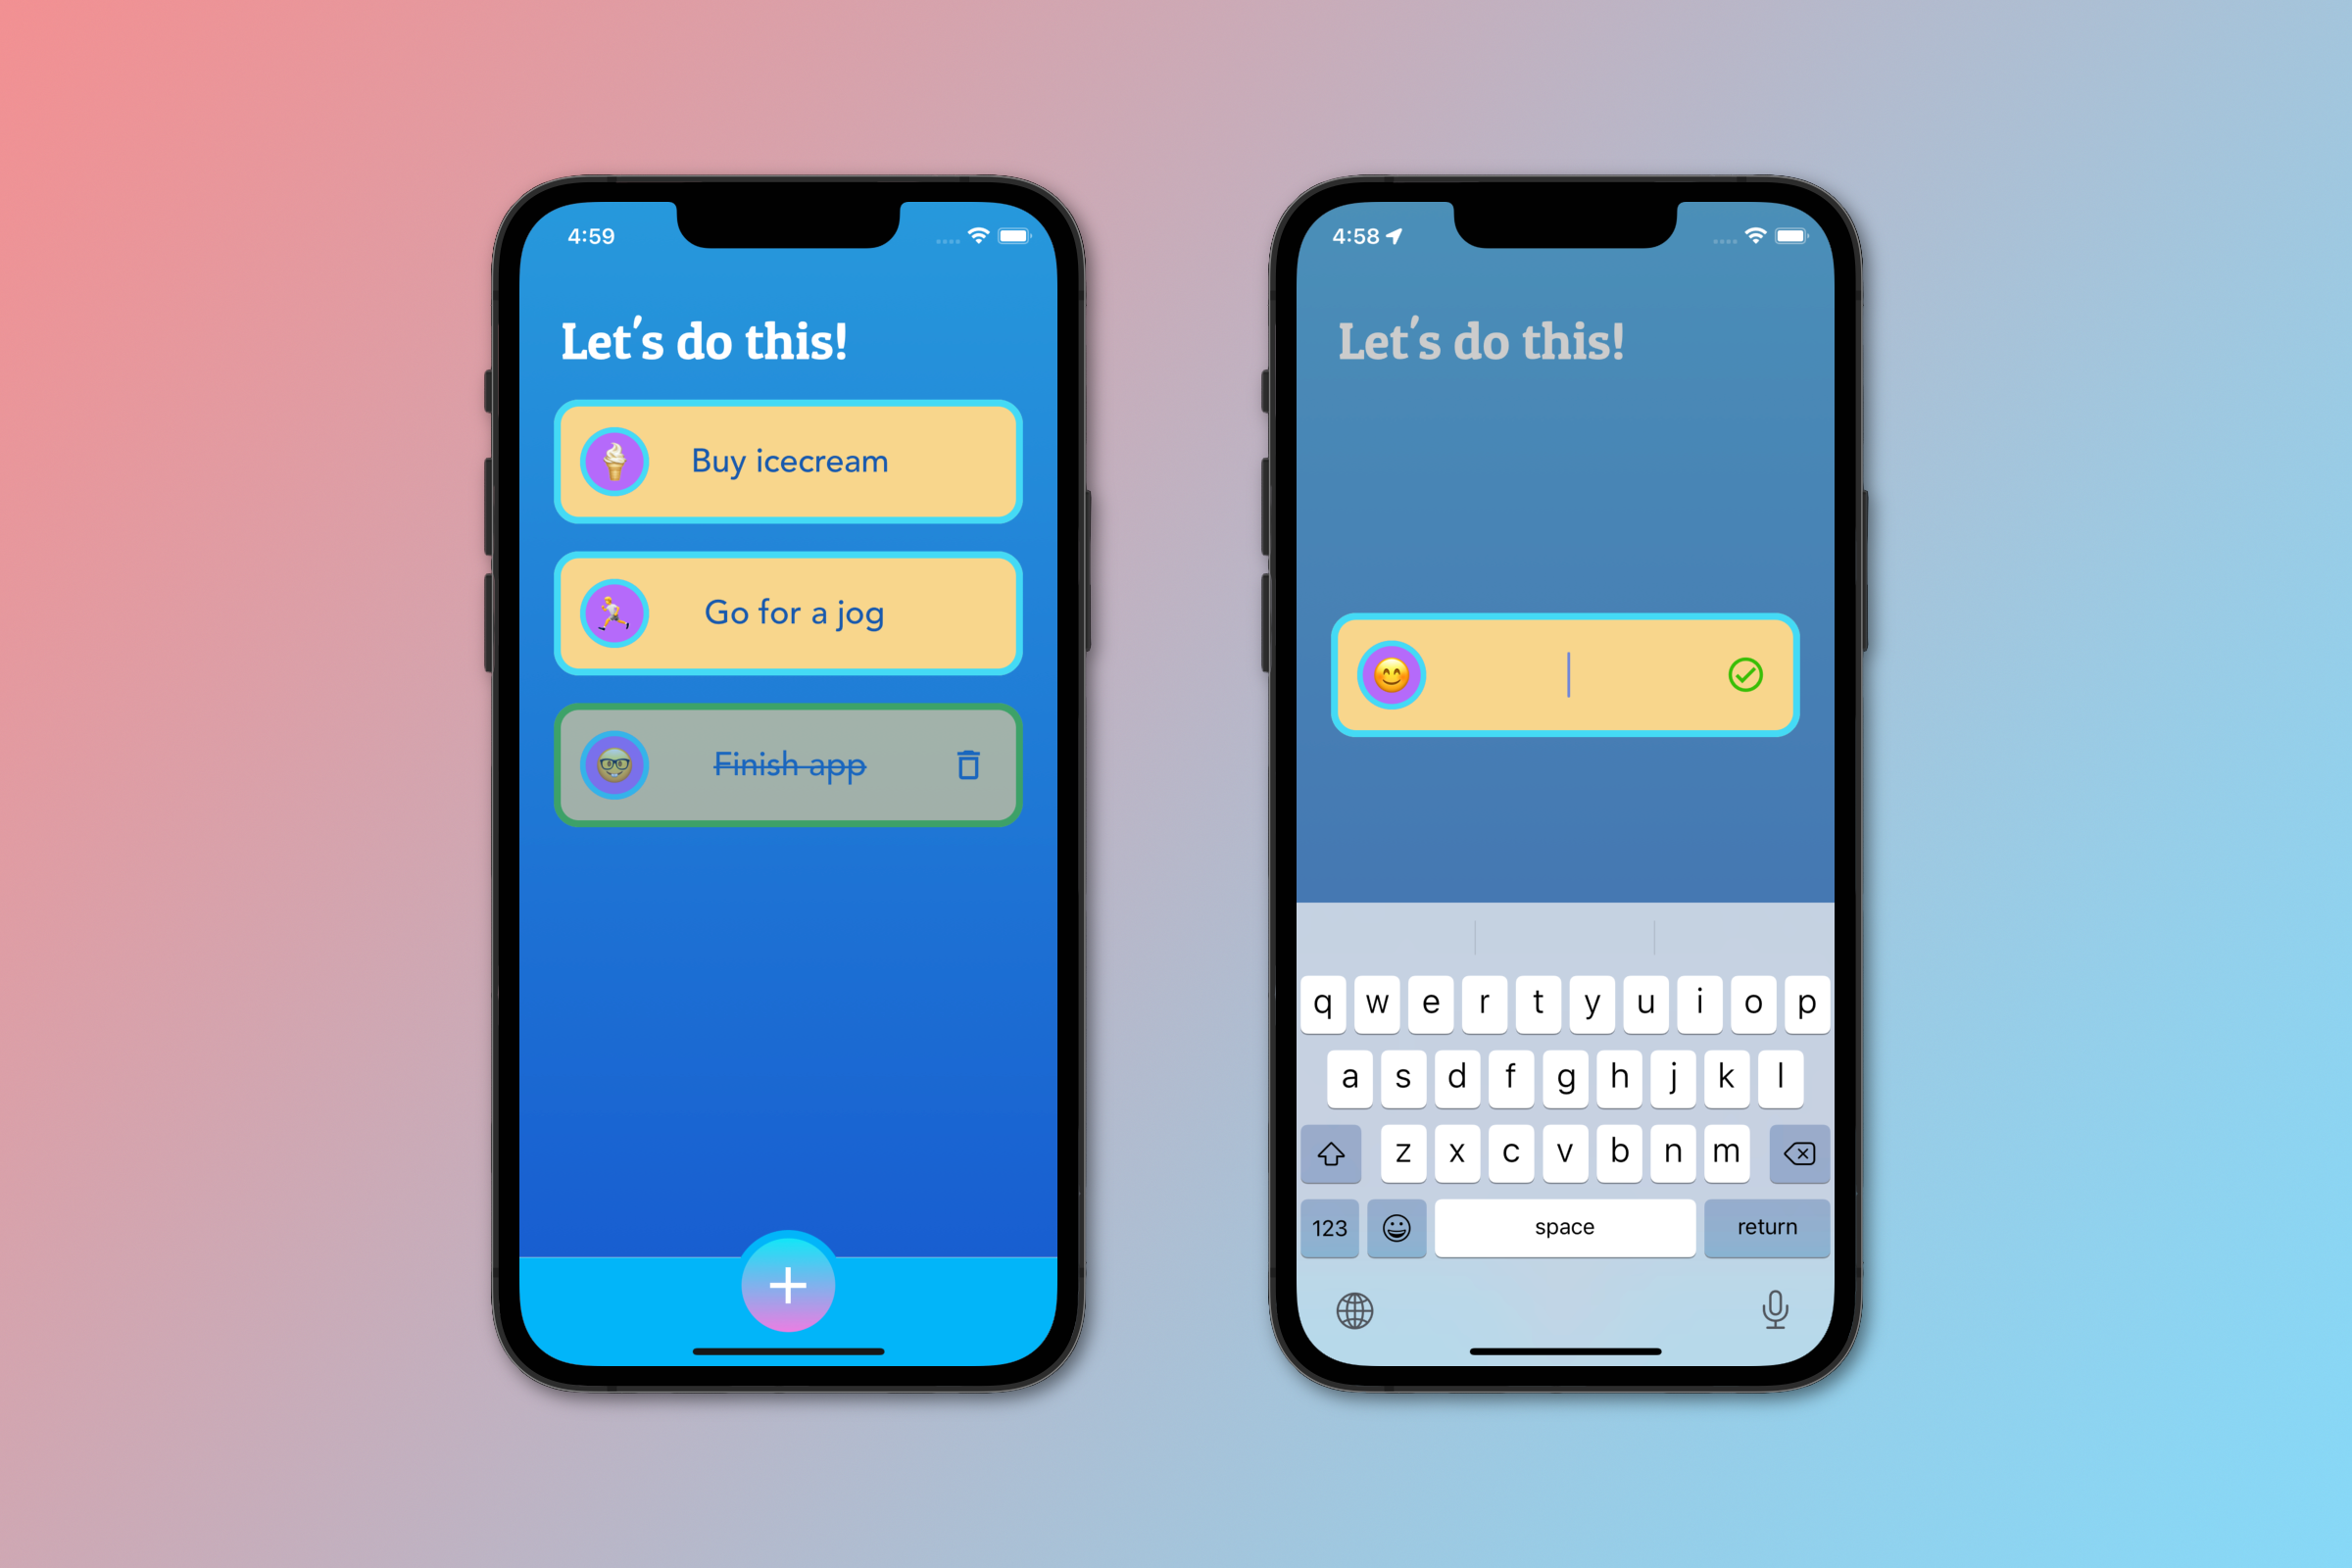 4:59
Let's do this!
Buy icecream
Go for a jog
Finish app
4:58
Let's do this!
q w e r t y u i o p
a s d f g h j k l
z x c v b n m
123 space return